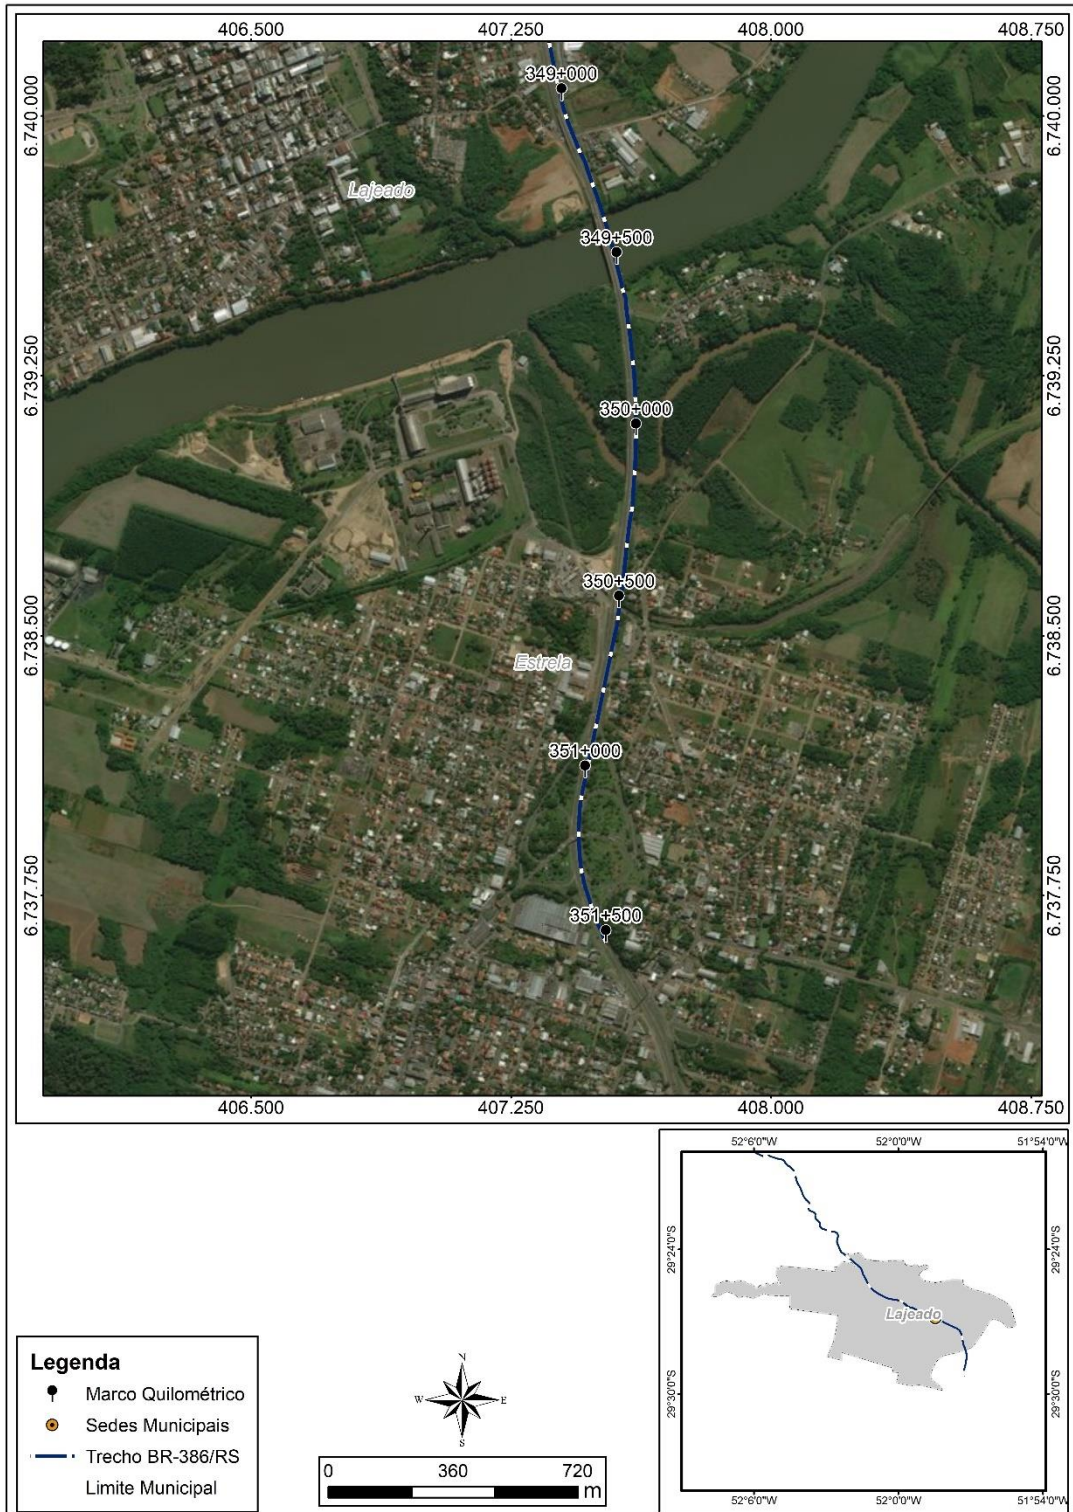 406.500 407.250 408.000 408.750
349+000
6.740.000 6.740.000
Lajeado
349+500
6.739.250 6.739.250
350+000
350+500
6.738.500 6.738.500
Estrela
351+000
6.737.750 6.737.750
351+500
406.500 407.250 408.000 408.750
52°6'0"W 52°0'0"W 51°54'0"W
29°24'0"S 29°24'0"S
Lajeado
29°30'0"S 29°30'0"S
52°6'0"W 52°0'0"W 51°54'0"W
Legenda
Marco Quilométrico
Sedes Municipais
Trecho BR-386/RS
Limite Municipal
N
W E
S
0 360 720
m